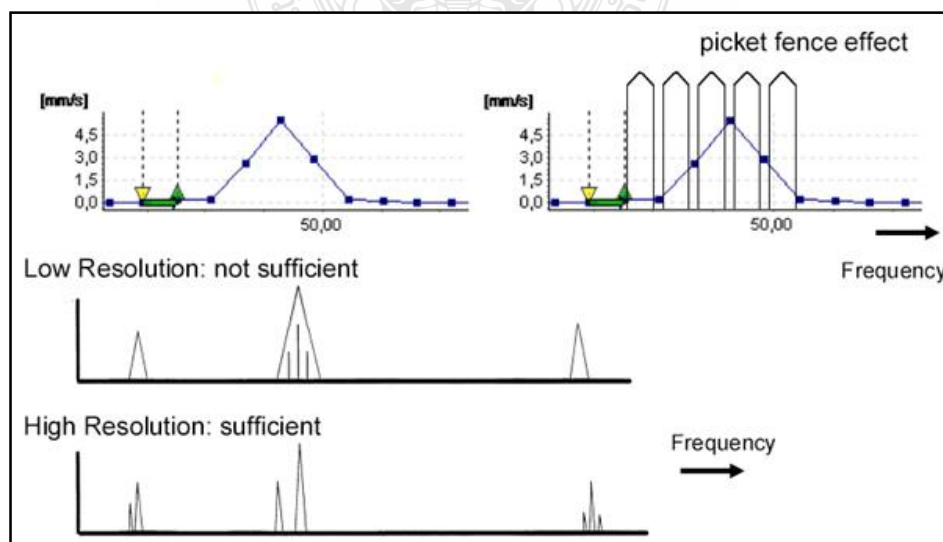 picket fence effect
[mm/s]
4,5
3,0
1,5
0,0
50,00
[mm/s]
4,5
3,0
1,5
0,0
50,00
Frequency
Low Resolution: not sufficient
High Resolution: sufficient
Frequency